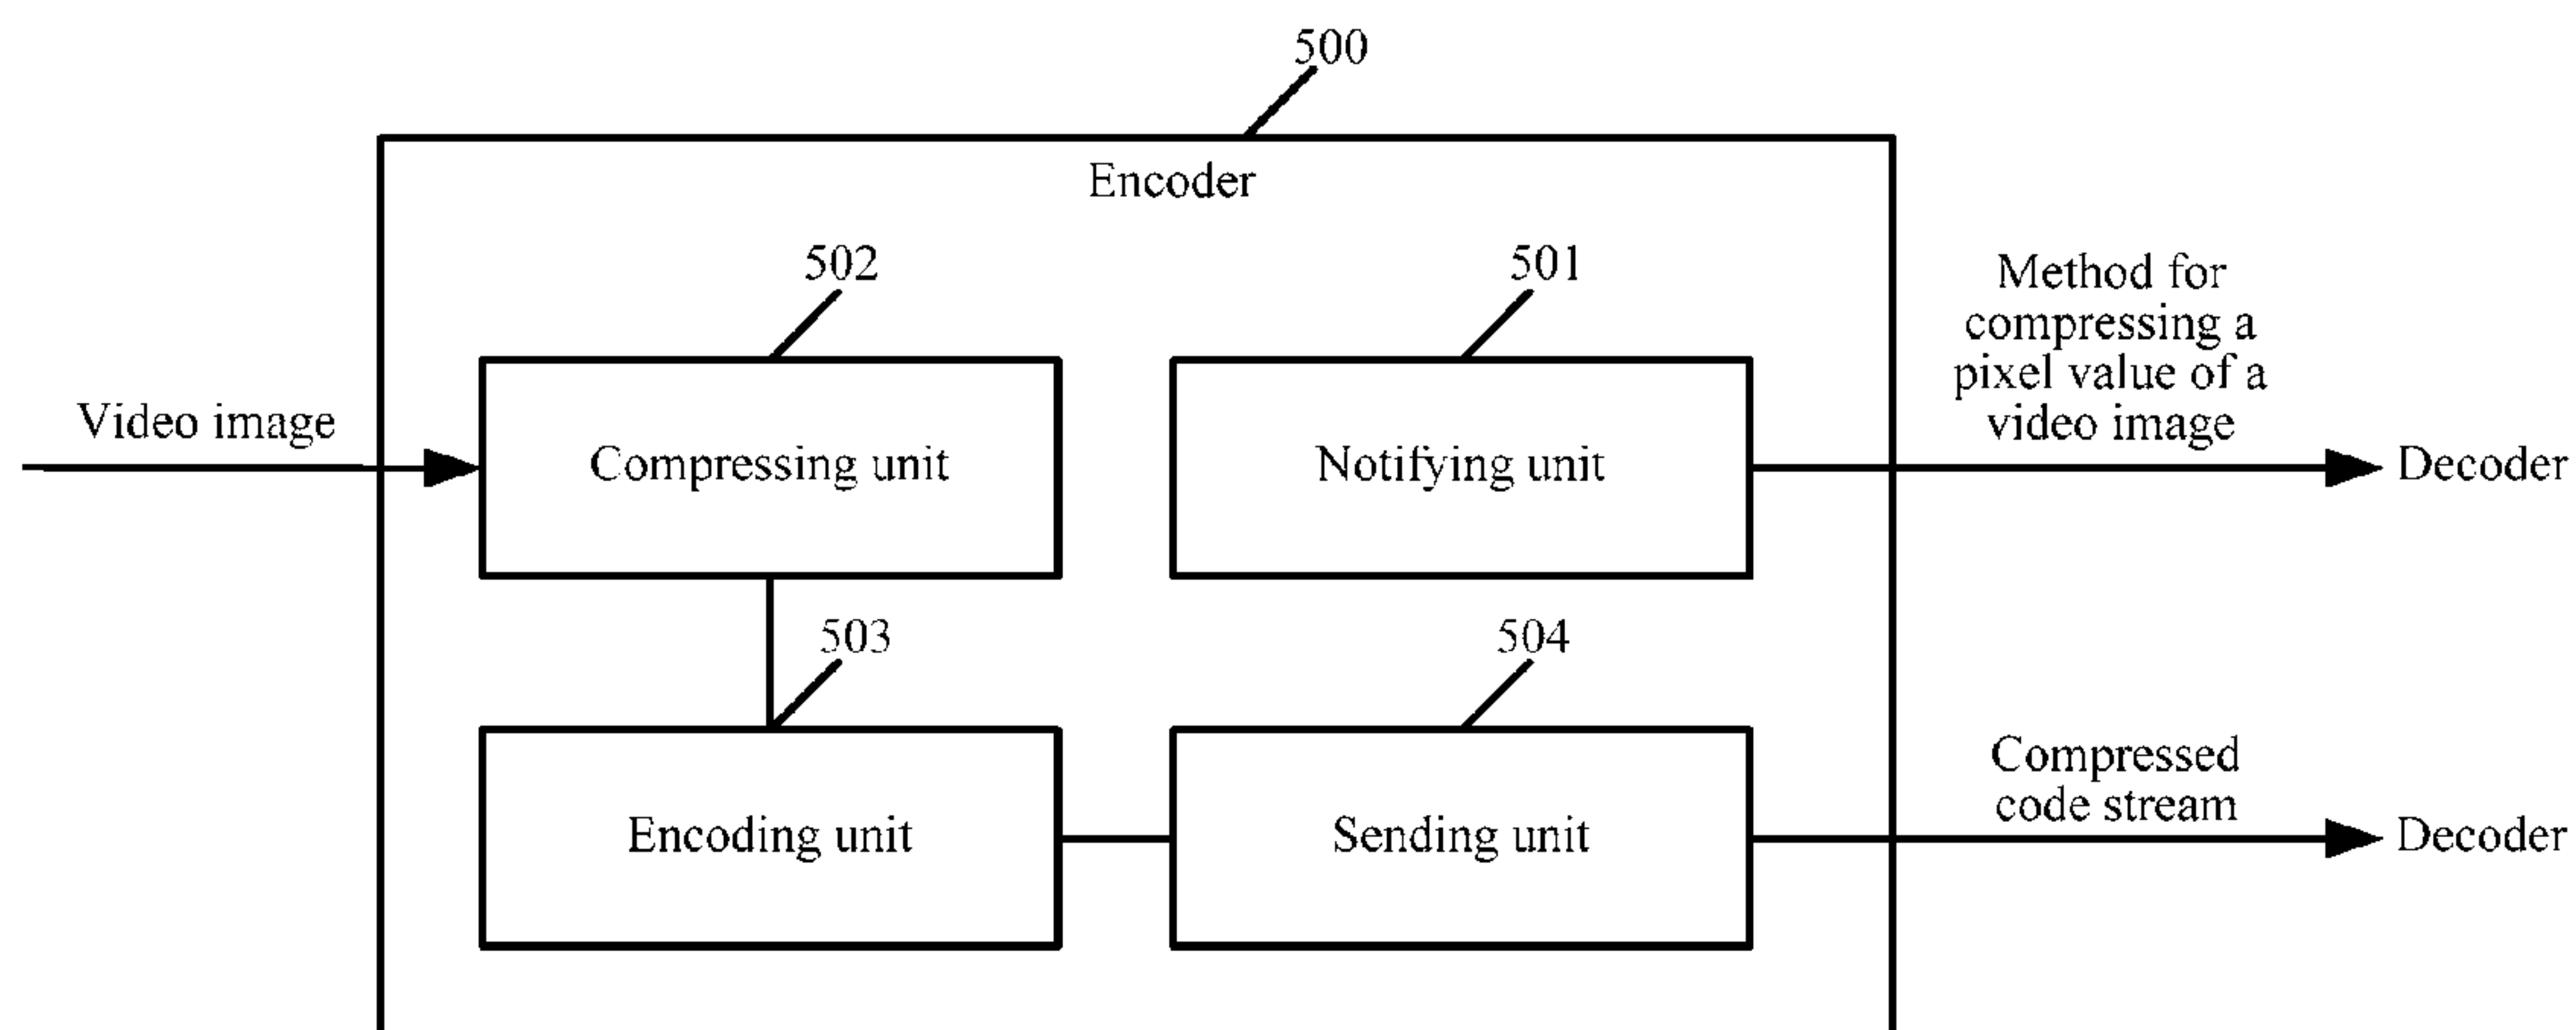 500
Encoder
502
501
Method for
compressing a
pixel value of a
video image
Video image
Compressing unit
Notifying unit
Decoder
503
504
Compressed
code stream
Encoding unit
Sending unit
Decoder